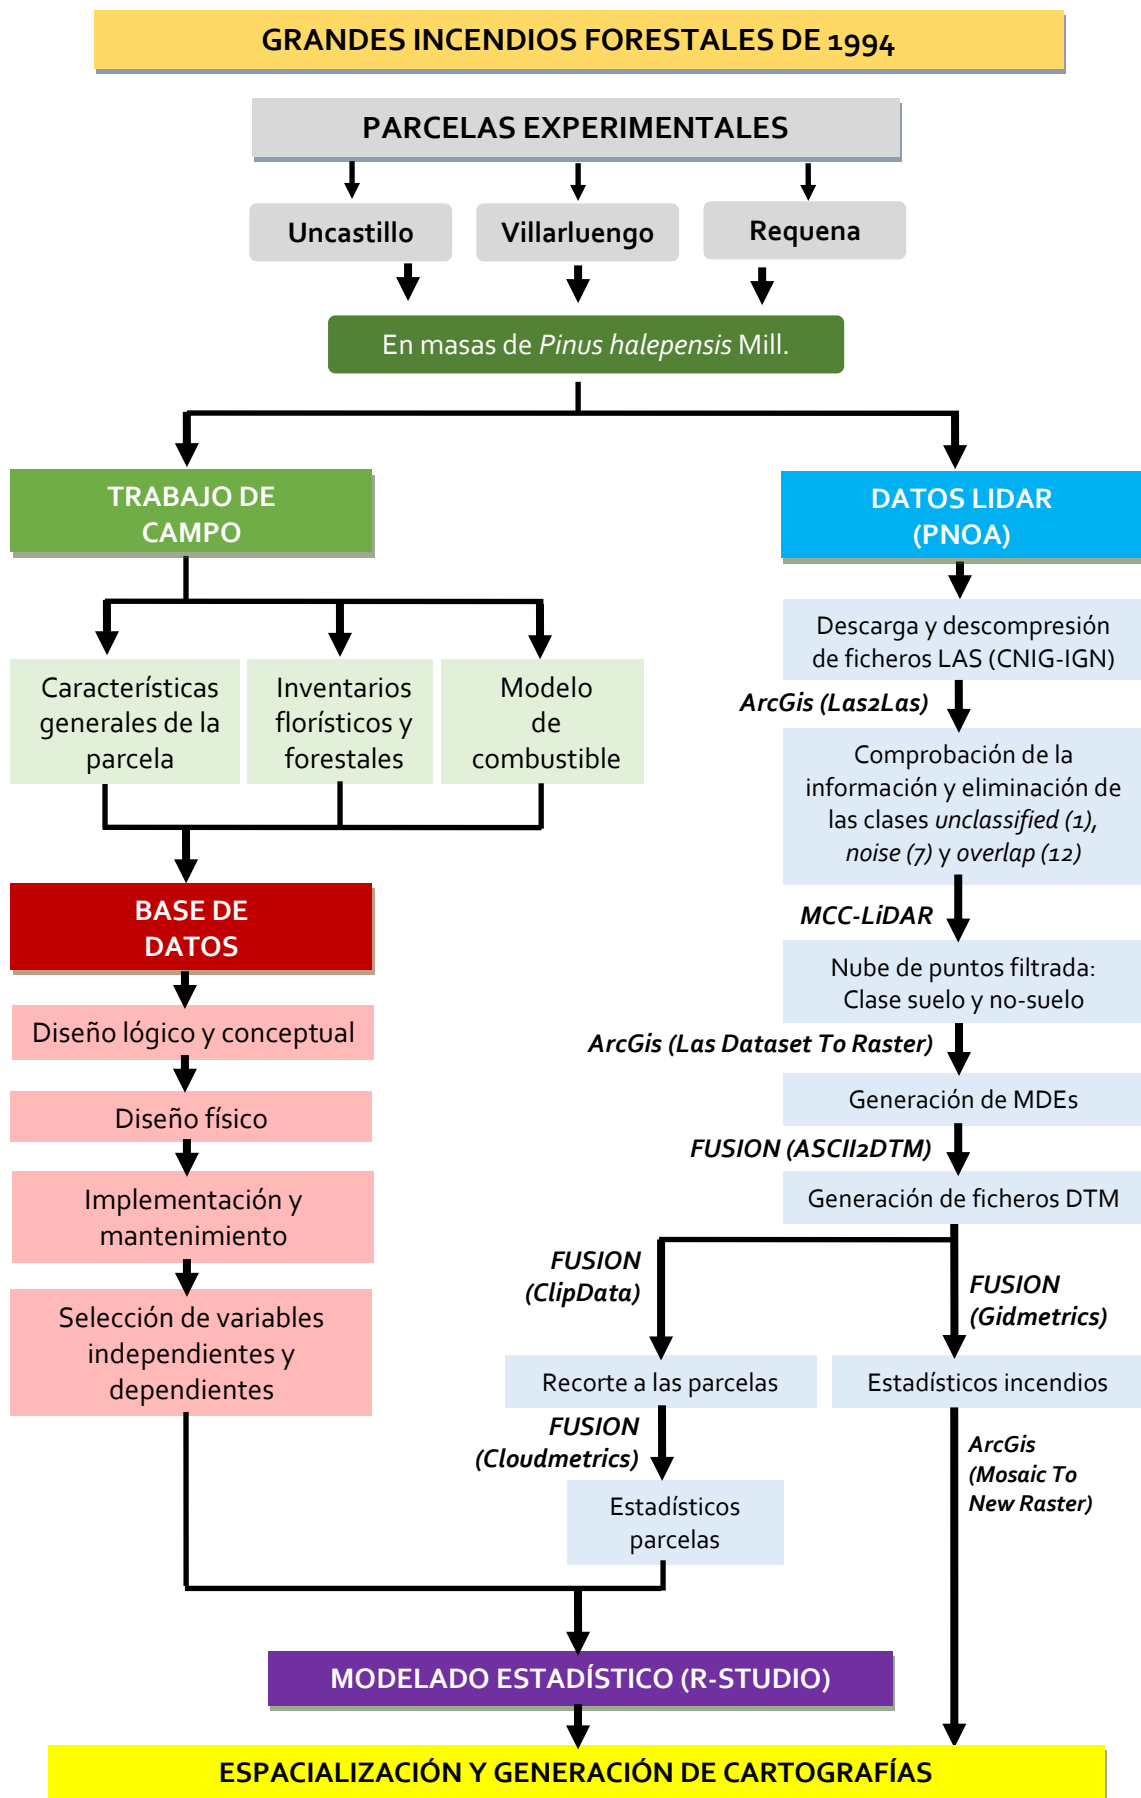 GRANDES INCENDIOS FORESTALES DE 1994
PARCELAS EXPERIMENTALES
Uncastillo
Villarluengo
Requena
En masas de Pinus halepensis Mill.
TRABAJO DE
CAMPO
Características
generales de la
parcela
Inventarios
florísticos y
forestales
Modelo
de
combustible
BASE DE
DATOS
Diseño lógico y conceptual
Diseño físico
Implementación y
mantenimiento
Selección de variables
independientes y
dependientes
DATOS LIDAR
(PNOA)
Descarga y descompresión
de ficheros LAS (CNIG-IGN)
ArcGis (Las2Las)
Comprobación de la
información y eliminación de
las clases unclassified (1),
noise (7) y overlap (12)
MCC-LiDAR
Nube de puntos filtrada:
Clase suelo y no-suelo
ArcGis (Las Dataset To Raster)
Generación de MDEs
FUSION (ASCII2DTM)
Generación de ficheros DTM
FUSION
(ClipData)
Recorte a las parcelas
FUSION
(Cloudmetrics)
Estadísticos
parcelas
FUSION
(Gidmetrics)
Estadísticos incendios
ArcGis
(Mosaic To
New Raster)
MODELADO ESTADÍSTICO (R-STUDIO)
ESPACIALIZACIÓN Y GENERACIÓN DE CARTOGRAFÍAS